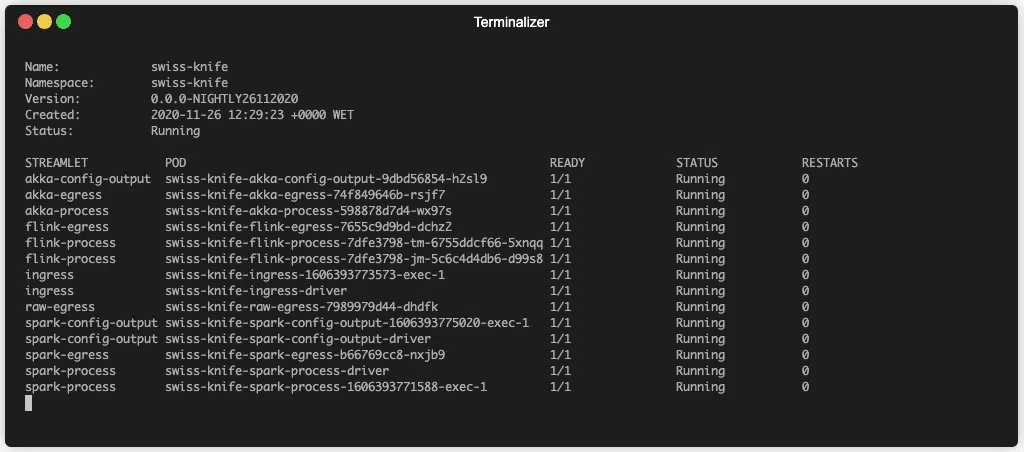 Terminalizer
Name: swiss-knife
Namespace: swiss-knife
Version: 0.0.0-NIGHTLY26112020
Created: 2020-11-26 12:29:23 +0000 WET
Status: Running
STREAMLET POD READY STATUS RESTARTS
akka-config-output swiss-knife-akka-config-output-9dbd56854-h2sl9 1/1 Running 0
akka-egress swiss-knife-akka-egress-74f849646b-rsjf7 1/1 Running 0
akka-process swiss-knife-akka-process-598878d7d4-wx97s 1/1 Running 0
flink-egress swiss-knife-flink-egress-7655c9d9bd-dchz2 1/1 Running 0
flink-process swiss-knife-flink-process-7dfe3798-tm-6755ddcf66-5xnqq 1/1 Running 0
flink-process swiss-knife-flink-process-7dfe3798-jm-5c6c4d4db6-d99s8 1/1 Running 0
ingress swiss-knife-ingress-1606393773573-exec-1 1/1 Running 0
ingress swiss-knife-ingress-driver 1/1 Running 0
raw-egress swiss-knife-raw-egress-7989979d44-dhdfk 1/1 Running 0
spark-config-output swiss-knife-spark-config-output-1606393775020-exec-1 1/1 Running 0
spark-config-output swiss-knife-spark-config-output-driver 1/1 Running 0
spark-egress swiss-knife-spark-egress-b66769cc8-nxjb9 1/1 Running 0
spark-process swiss-knife-spark-process-driver 1/1 Running 0
spark-process swiss-knife-spark-process-1606393771588-exec-1 1/1 Running 0